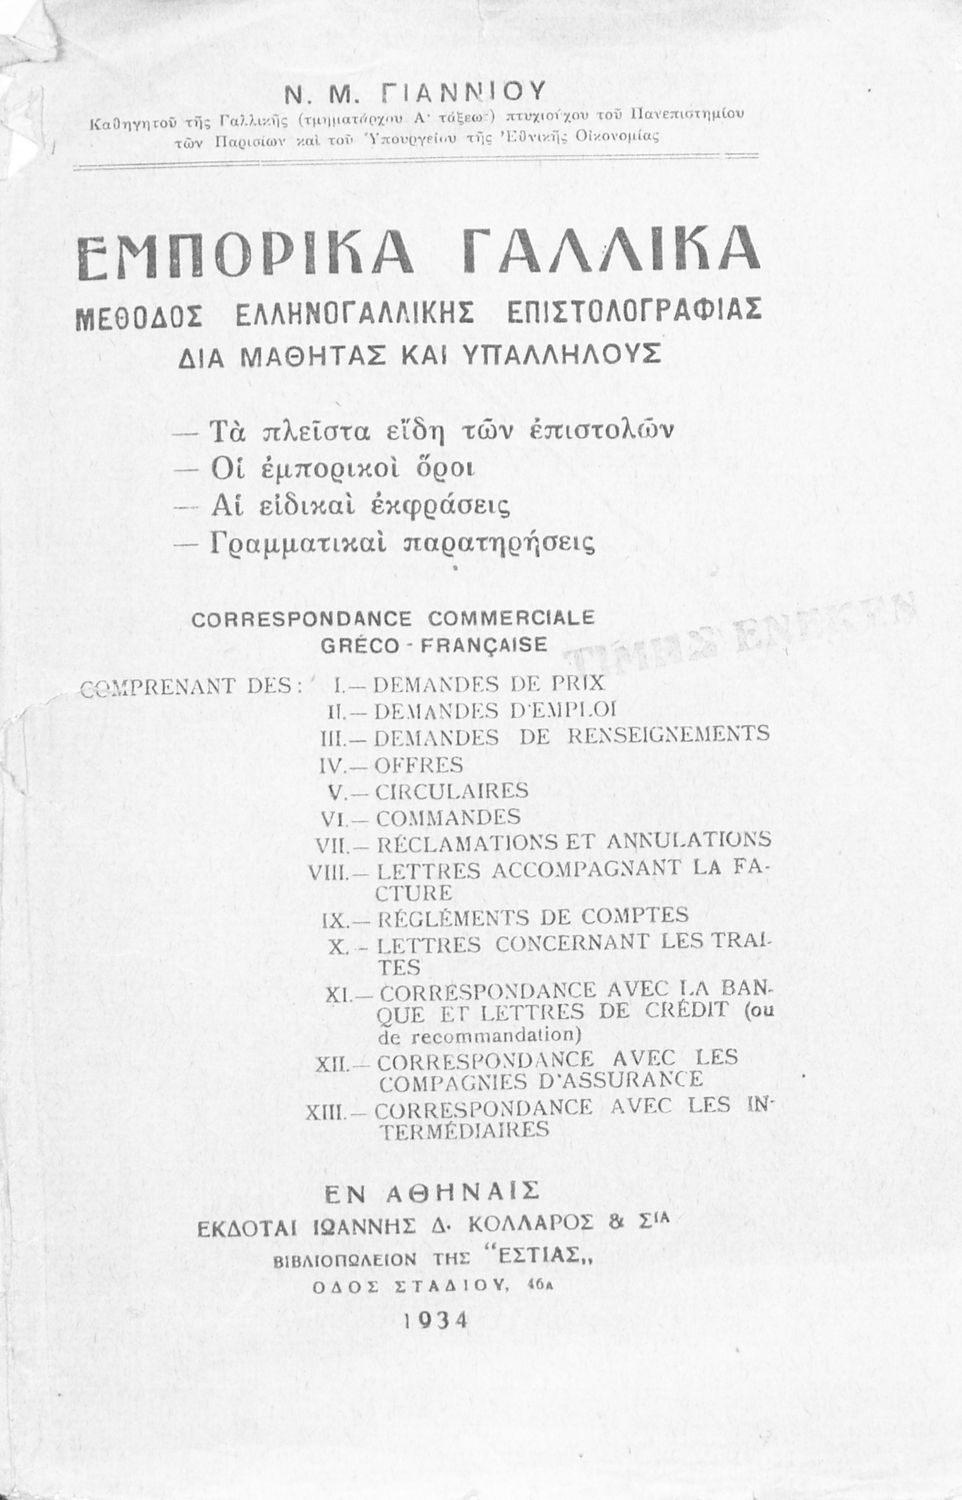 Ν. Μ. ΓΙΑΝΝΙΟΥ
Καθηγητοῦ τῆς Γαλλικῆς (τμηματάρχου Α' τάξεως) πτυχιούχου τοῦ Πανεπιστημίου
τῶν Παρισίων καὶ τοῦ Ὑπουργείου τῆς Ἐθνικῆς Οἰκονομίας
ΕΜΠΟΡΙΚΑ ΓΑΛΛΙΚΑ
ΜΕΘΟΔΟΣ ΕΛΛΗΝΟΓΑΛΛΙΚΗΣ ΕΠΙΣΤΟΛΟΓΡΑΦΙΑΣ
ΔΙΑ ΜΑΘΗΤΑΣ ΚΑΙ ΥΠΑΛΛΗΛΟΥΣ
— Τὰ πλεῖστα εἴδη τῶν ἐπιστολῶν
— Οἱ ἐμπορικοὶ ὅροι
— Αἱ εἰδικαὶ ἐκφράσεις
— Γραμματικαὶ παρατηρήσεις
CORRESPONDANCE COMMERCIALE
GRÉCO - FRANÇAISE
ΤΙΜΗΣ ΕΝΕΚΕΝ
COMPRENANT DES: I.— DEMANDES DE PRIX
II.— DEMANDES D'EMPLOI
III.— DEMANDES DE RENSEIGNEMENTS
IV.— OFFRES
V.— CIRCULAIRES
VI.— COMMANDES
VII.— RÉCLAMATIONS ET ANNULATIONS
VIII.— LETTRES ACCOMPAGNANT LA FA-
CTURE
IX.— RÉGLÉMENTS DE COMPTES
X. - LETTRES CONCERNANT LES TRAI-
TES
XI.— CORRESPONDANCE AVEC LA BAN-
QUE ET LETTRES DE CRÉDIT (ou
de recommandation)
XII.— CORRESPONDANCE AVEC LES
COMPAGNIES D'ASSURANCE
XIII.— CORRESPONDANCE AVEC LES IN-
TERMÉDIAIRES
ΕΝ ΑΘΗΝΑΙΣ
ΕΚΔΟΤΑΙ ΙΩΑΝΝΗΣ Δ. ΚΟΛΛΑΡΟΣ & ΣΙΑ
ΒΙΒΛΙΟΠΩΛΕΙΟΝ ΤΗΣ “ΕΣΤΙΑΣ„
ΟΔΟΣ ΣΤΑΔΙΟΥ, 46Α
1934